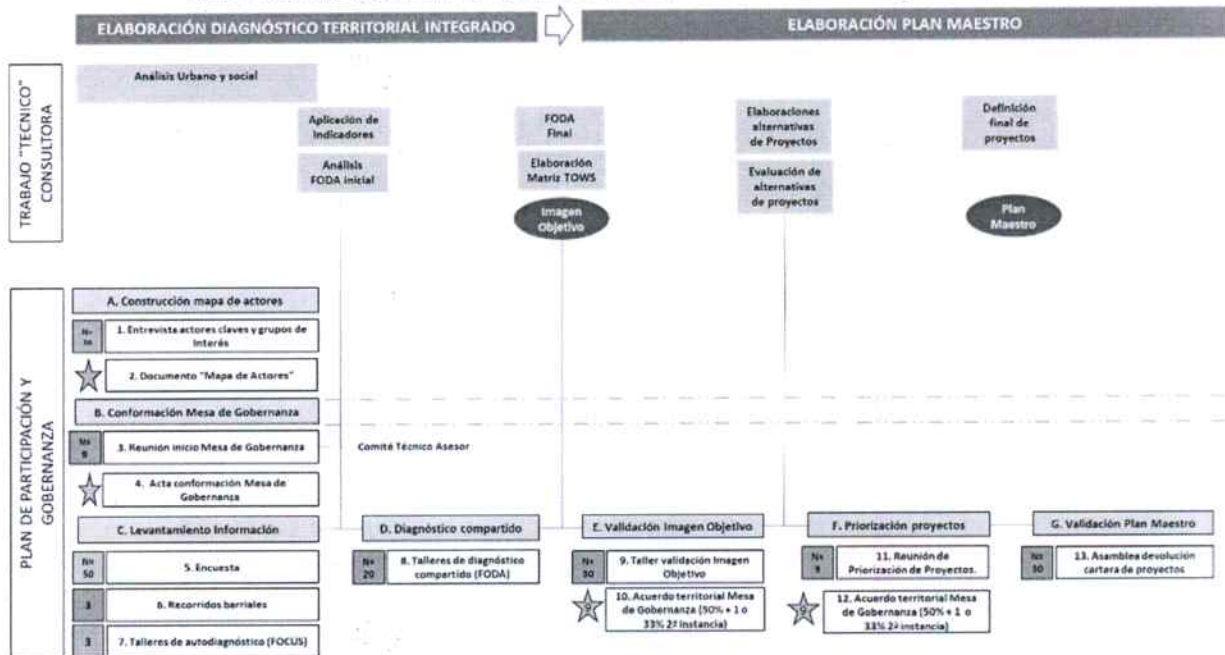 ELABORACIÓN DIAGNÓSTICO TERRITORIAL INTEGRADO
ELABORACIÓN PLAN MAESTRO
TRABAJO "TECNICO"
CONSULTORA
Análisis Urbano y social
Aplicación de
Indicadores
Análisis
FODA inicial
FODA
Final
Elaboración
Matriz TOWS
Imagen
Objetivo
Elaboraciones
alternativas
de Proyectos
Evaluación de
alternativas
de proyectos
Definición
final de
proyectos
Plan
Maestro
PLAN DE PARTICIPACIÓN Y
GOBERNANZA
A. Construcción mapa de actores
1. Entrevista actores claves y grupos de
Interés
2. Documento "Mapa de Actores"
B. Conformación Mesa de Gobernanza
3. Reunión inicio Mesa de Gobernanza
Comité Técnico Asesor
4. Acta conformación Mesa de
Gobernanza
C. Levantamiento Información
N=
50
5. Encuesta
3
6. Recorridos barriales
3
7. Talleres de autodiagnóstico (FOCUS)
D. Diagnóstico compartido
N=
20
8. Talleres de diagnóstico
compartido (FODA)
E. Validación Imagen Objetivo
N=
30
9. Taller validación Imagen
Objetivo
9
10. Acuerdo territorial Mesa
de Gobernanza (50% + 1 o
33% 2ª instancia)
F. Priorización proyectos
N=
9
11. Reunión de
Priorización de Proyectos.
9
12. Acuerdo territorial Mesa
de Gobernanza (50% + 1 o
33% 2ª instancia)
G. Validación Plan Maestro
N=
30
13. Asamblea devolución
cartera de proyectos